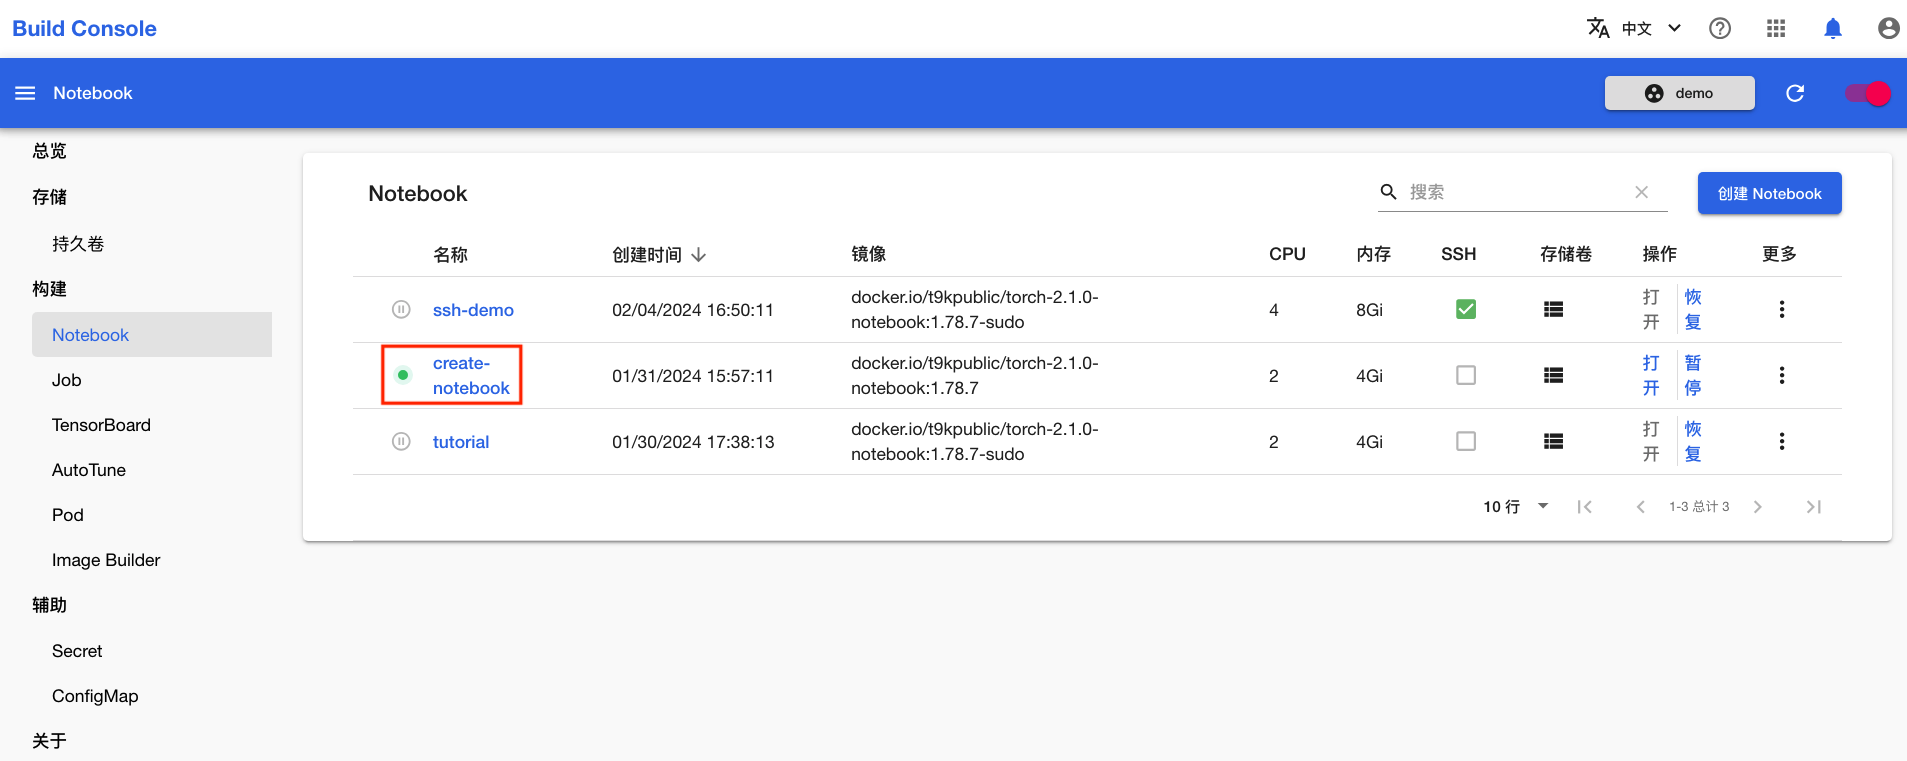 Build Console
中文
Notebook
demo
总览
存储
持久卷
构建
Notebook
Job
TensorBoard
AutoTune
Pod
Image Builder
辅助
Secret
ConfigMap
关于
Notebook
搜索
创建 Notebook
名称 创建时间 镜像 CPU 内存 SSH 存储卷 操作 更多
ssh-demo 02/04/2024 16:50:11 docker.io/t9kpublic/torch-2.1.0- 4 8Gi 打 恢
notebook:1.78.7-sudo 开 复
create- 01/31/2024 15:57:11 docker.io/t9kpublic/torch-2.1.0- 2 4Gi 打 暂
notebook notebook:1.78.7 开 停
tutorial 01/30/2024 17:38:13 docker.io/t9kpublic/torch-2.1.0- 2 4Gi 打 恢
notebook:1.78.7-sudo 开 复
10 行 1-3 总计 3